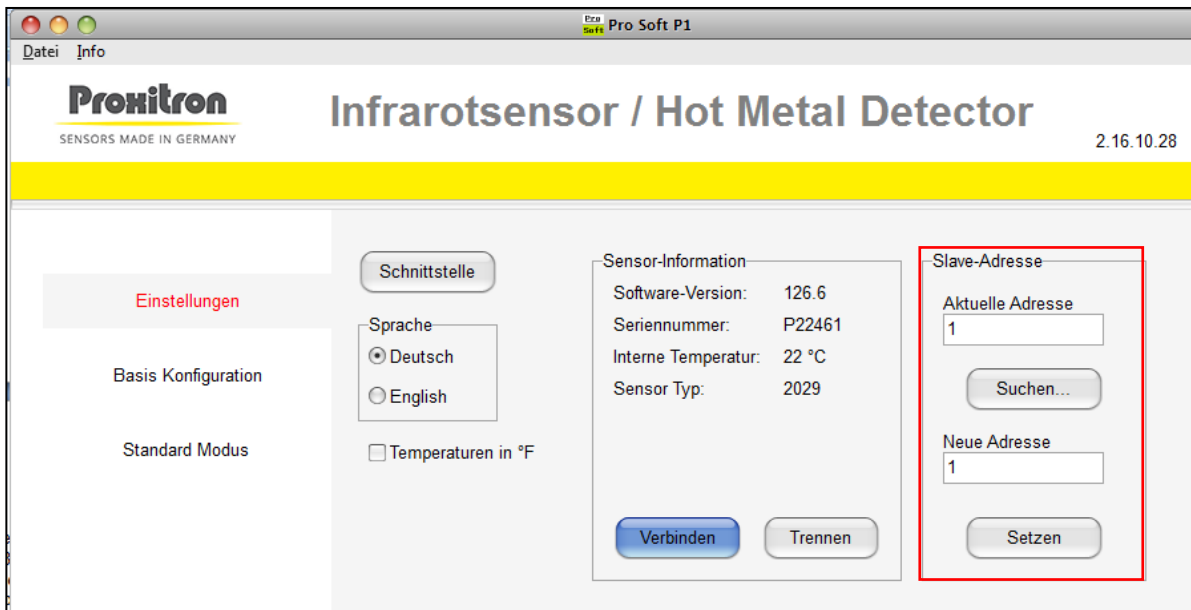 Pro Soft Pro Soft P1
Datei Info
Proxitron
SENSORS MADE IN GERMANY
Infrarotsensor / Hot Metal Detector
2.16.10.28
Einstellungen
Basis Konfiguration
Standard Modus
Schnittstelle
Sprache
Deutsch
English
Temperaturen in °F
Sensor-Information
Software-Version: 126.6
Seriennummer: P22461
Interne Temperatur: 22 °C
Sensor Typ: 2029
Verbinden Trennen
Slave-Adresse
Aktuelle Adresse
1
Suchen...
Neue Adresse
1
Setzen